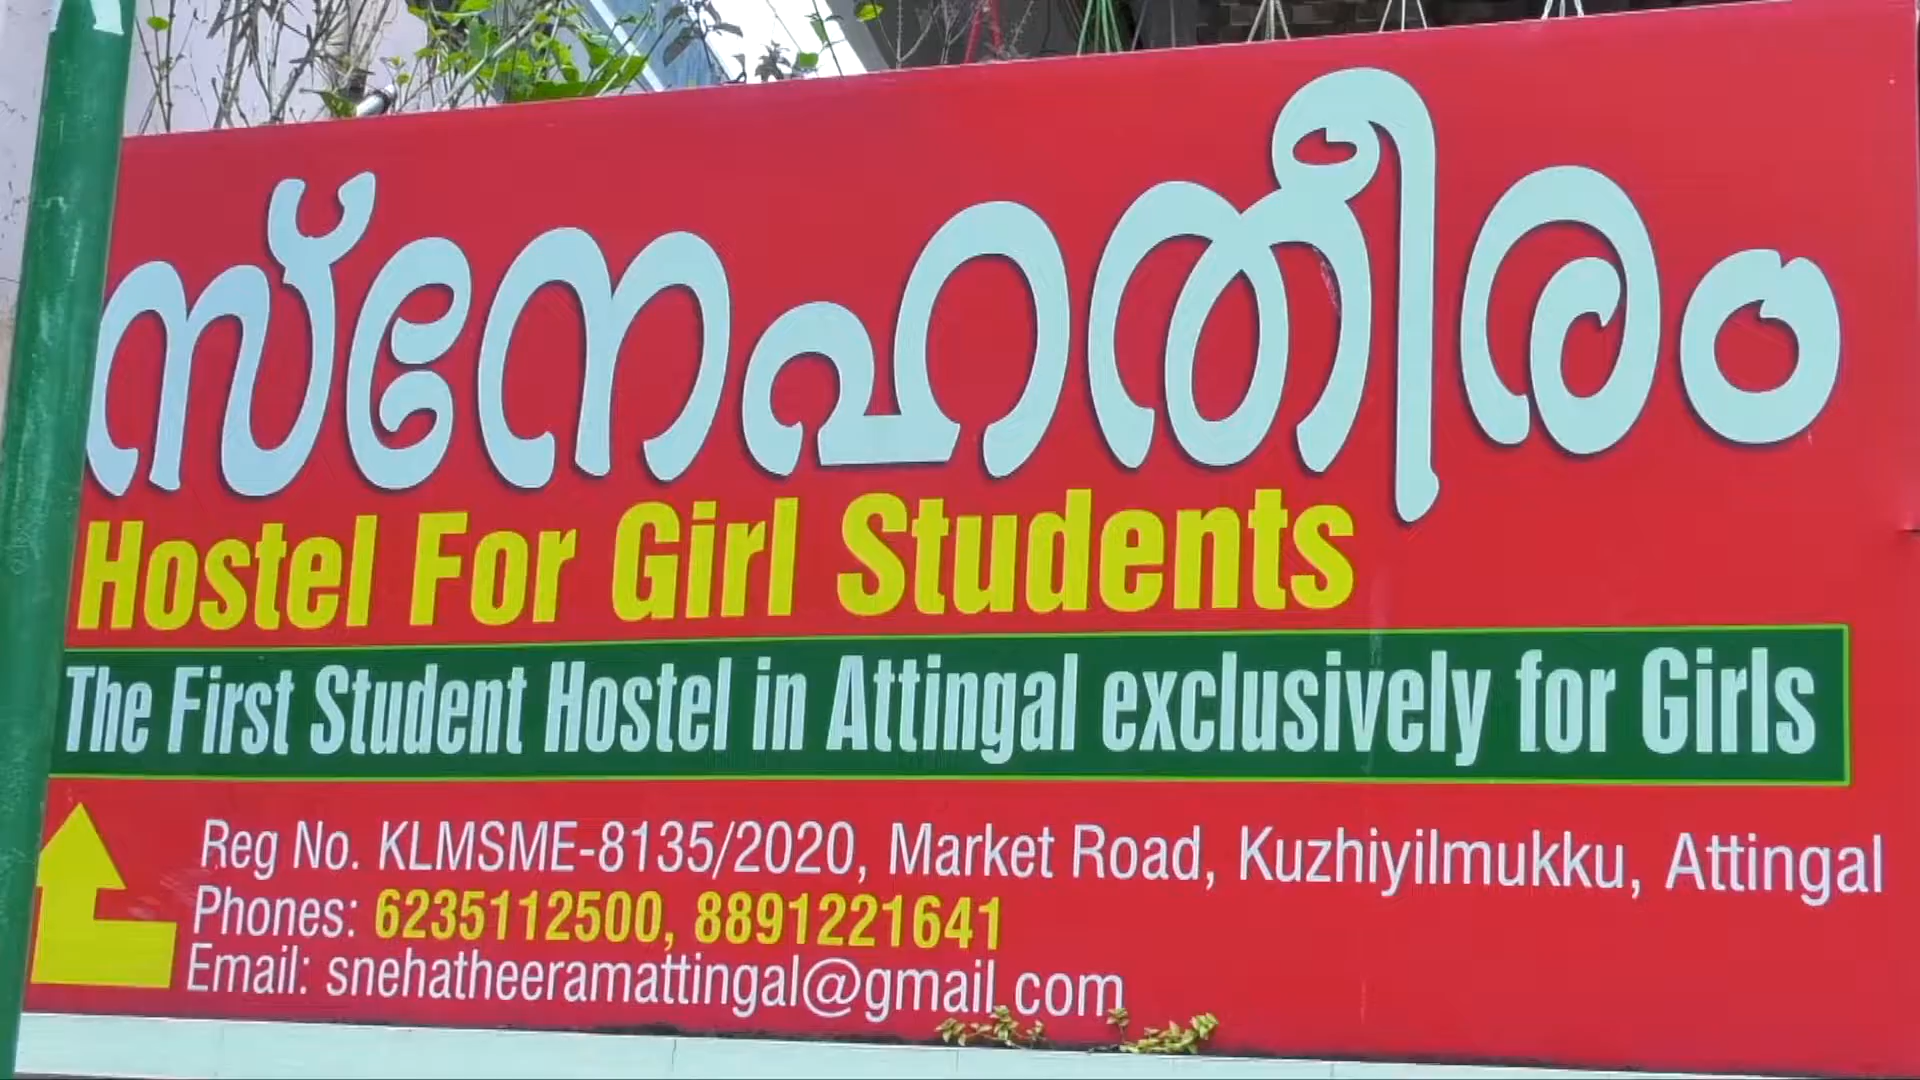 സ്നേഹതീരം
Hostel For Girl Students
The First Student Hostel in Attingal exclusively for Girls
Reg No. KLMSME-8135/2020, Market Road, Kuzhiyilmukku, Attingal
Phones: 6235112500, 8891221641
Email: snehatheeramattingal@gmail.com